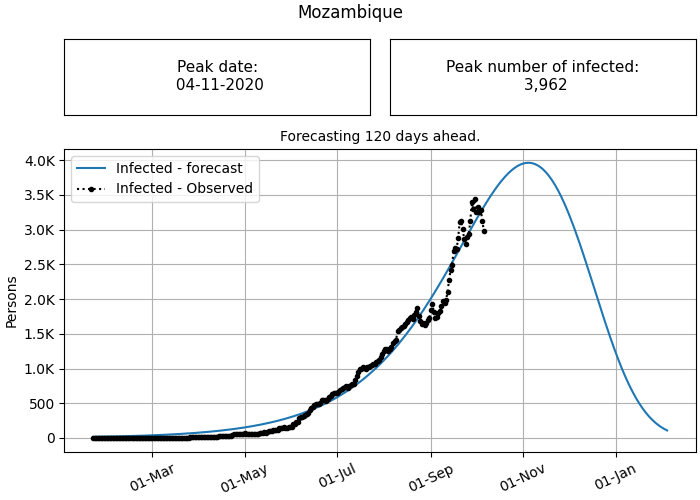 Mozambique
Peak date:
04-11-2020
Peak number of infected:
3,962
Forecasting 120 days ahead.
Infected - forecast
Infected - Observed
4.0K
3.5K
3.0K
2.5K
2.0K
1.5K
1.0K
500
0
Persons
01-Mar
01-May
01-Jul
01-Sep
01-Nov
01-Jan